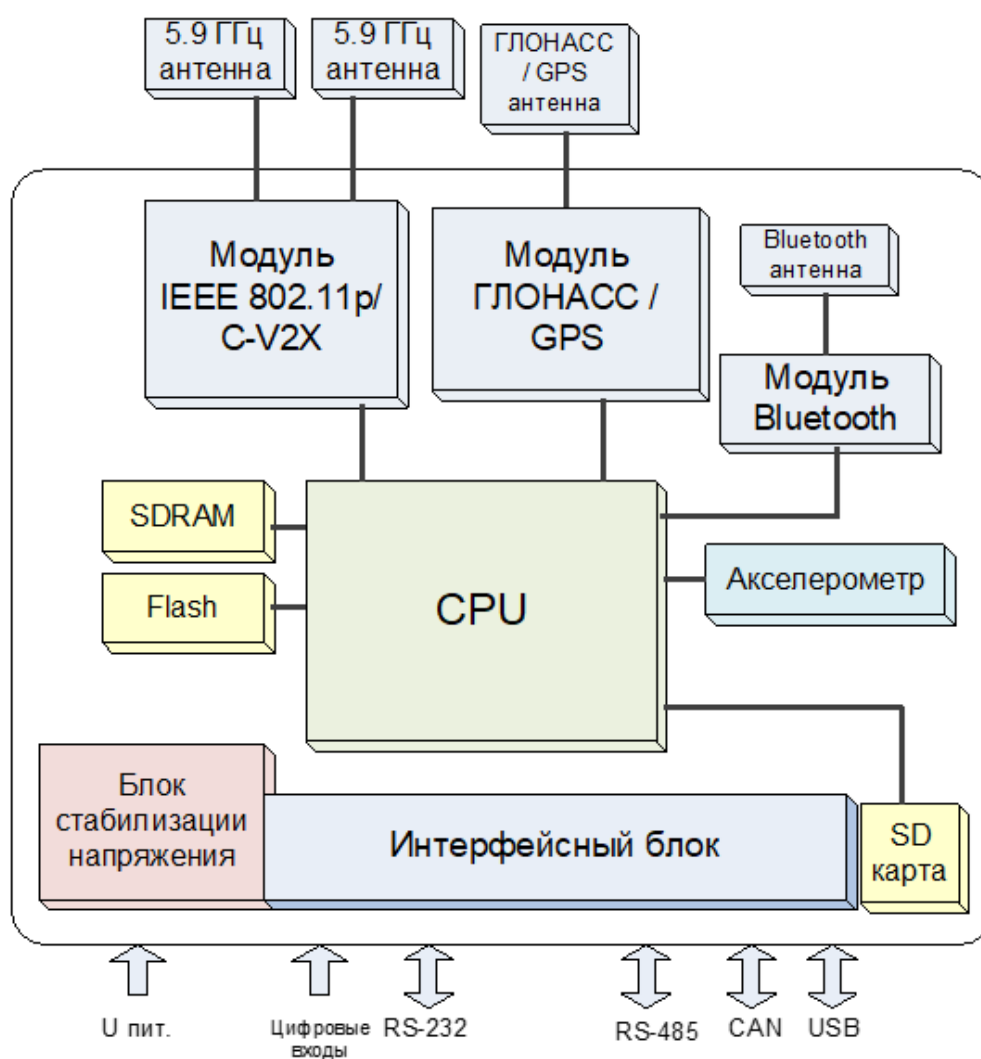 5.9 ГГц
антенна
5.9 ГГц
антенна
ГЛОНАСС
/ GPS
антенна
Модуль
IEEE 802.11p/
C-V2X
Модуль
ГЛОНАСС /
GPS
Bluetooth
антенна
Модуль
Bluetooth
SDRAM
Flash
CPU
Акселерометр
Блок
стабилизации
напряжения
Интерфейсный блок
SD
карта
U пит.
Цифровые
входы
RS-232
RS-485
CAN
USB